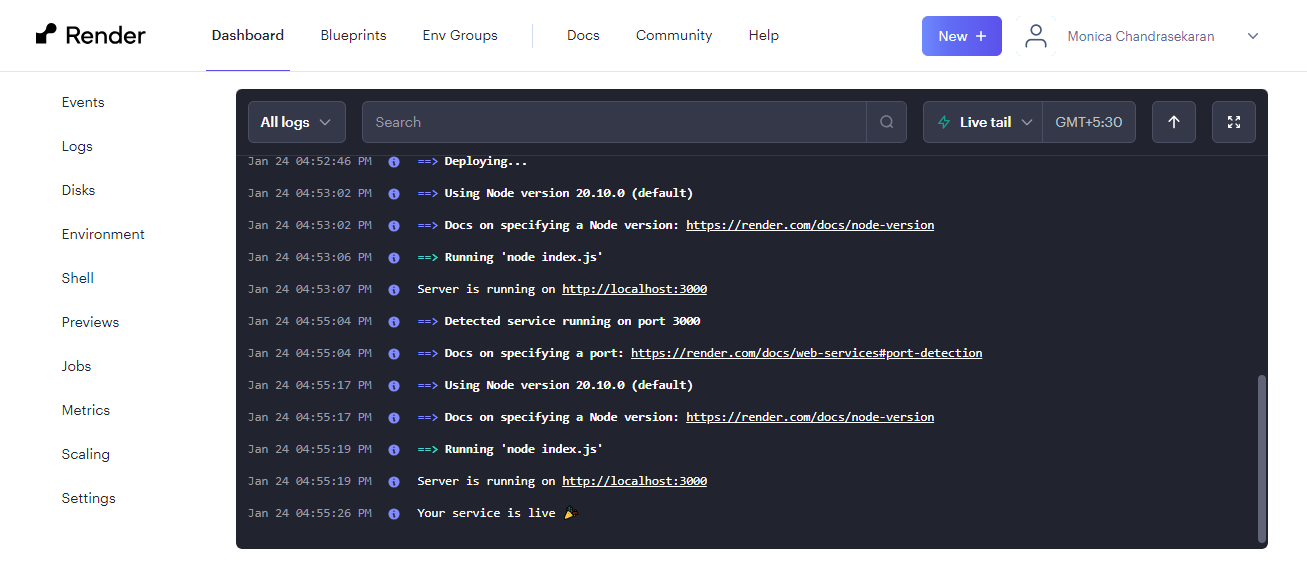 Render Dashboard Blueprints Env Groups Docs Community Help New + Monica Chandrasekaran
Events
Logs
Disks
Environment
Shell
Previews
Jobs
Metrics
Scaling
Settings
All logs Search Live tail GMT+5:30
Jan 24 04:52:46 PM ==> Deploying...
Jan 24 04:53:02 PM ==> Using Node version 20.10.0 (default)
Jan 24 04:53:02 PM ==> Docs on specifying a Node version: https://render.com/docs/node-version
Jan 24 04:53:06 PM ==> Running 'node index.js'
Jan 24 04:53:07 PM Server is running on http://localhost:3000
Jan 24 04:55:04 PM ==> Detected service running on port 3000
Jan 24 04:55:04 PM ==> Docs on specifying a port: https://render.com/docs/web-services#port-detection
Jan 24 04:55:17 PM ==> Using Node version 20.10.0 (default)
Jan 24 04:55:17 PM ==> Docs on specifying a Node version: https://render.com/docs/node-version
Jan 24 04:55:19 PM ==> Running 'node index.js'
Jan 24 04:55:19 PM Server is running on http://localhost:3000
Jan 24 04:55:26 PM Your service is live 🎉